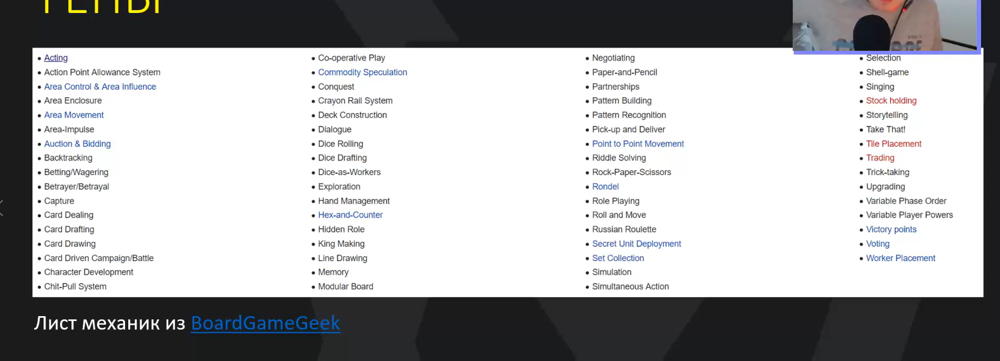 Acting
Action Point Allowance System
Area Control & Area Influence
Area Enclosure
Area Movement
Area-Impulse
Auction & Bidding
Backtracking
Betting/Wagering
Betrayer/Betrayal
Capture
Card Dealing
Card Drafting
Card Drawing
Card Driven Campaign/Battle
Character Development
Chit-Pull System
Co-operative Play
Commodity Speculation
Conquest
Crayon Rail System
Deck Construction
Dialogue
Dice Rolling
Dice Drafting
Dice-as-Workers
Exploration
Hand Management
Hex-and-Counter
Hidden Role
King Making
Line Drawing
Memory
Modular Board
Negotiating
Paper-and-Pencil
Partnerships
Pattern Building
Pattern Recognition
Pick-up and Deliver
Point to Point Movement
Riddle Solving
Rock-Paper-Scissors
Rondel
Role Playing
Roll and Move
Russian Roulette
Secret Unit Deployment
Set Collection
Simulation
Simultaneous Action
Selection
Shell-game
Singing
Stock holding
Storytelling
Take That!
Tile Placement
Trading
Trick-taking
Upgrading
Variable Phase Order
Variable Player Powers
Victory points
Voting
Worker Placement
Лист механик из BoardGameGeek